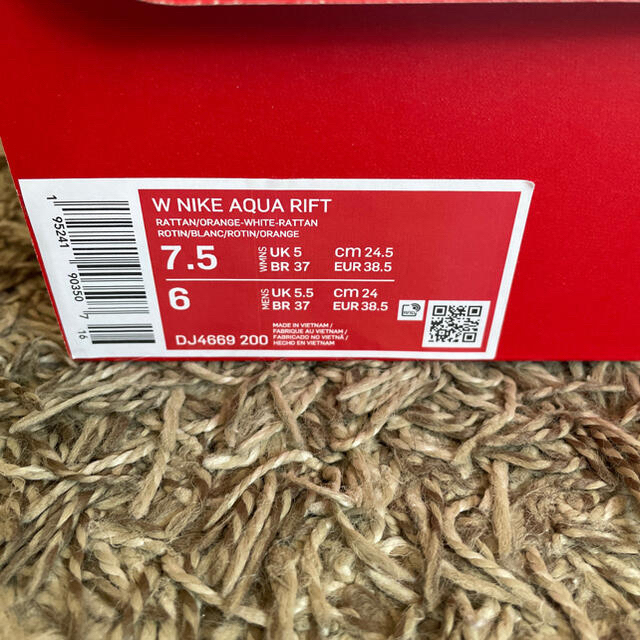 W NIKE AQUA RIFT
RATTAN/ORANGE-WHITE-RATTAN
ROTIN/BLANC/ROTIN/ORANGE
7.5 WMNS UK 5 CM 24.5
BR 37 EUR 38.5
6 MENS UK 5.5 CM 24
BR 37 EUR 38.5
DJ4669 200
MADE IN VIETNAM /
FABRIQUE AU VIETNAM /
FABRICADO NO VIETNÃ /
HECHO EN VIETNAM
1 95241 90350 7 16